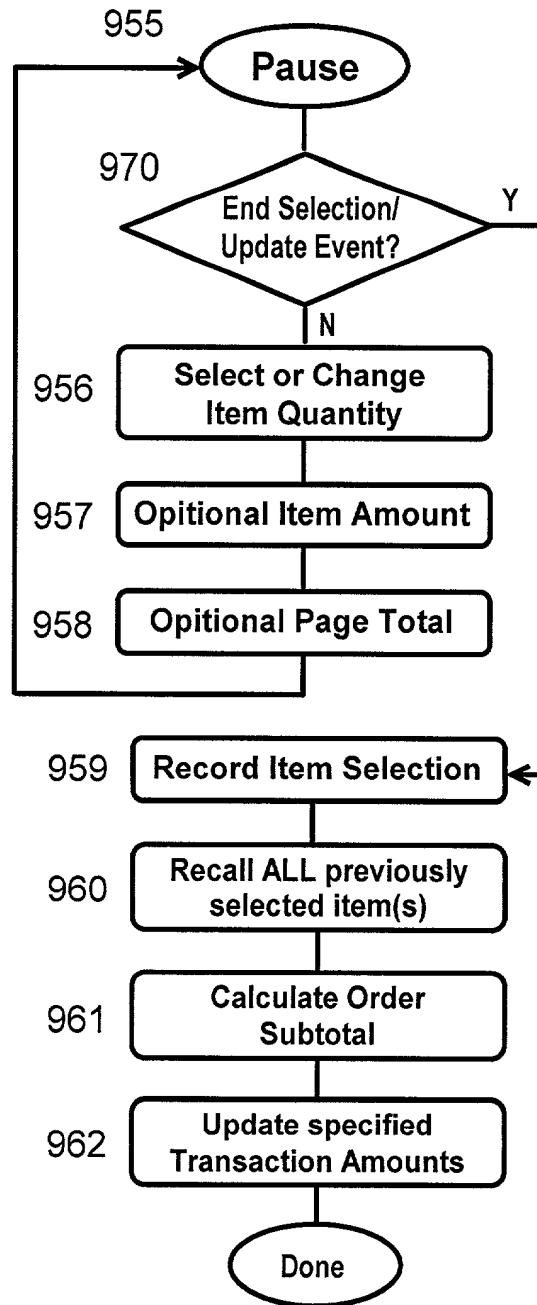 955
Pause
970
End Selection/
Update Event?
Y
N
956
Select or Change
Item Quantity
957
Opitional Item Amount
958
Opitional Page Total
959
Record Item Selection
960
Recall ALL previously
selected item(s)
961
Calculate Order
Subtotal
962
Update specified
Transaction Amounts
Done